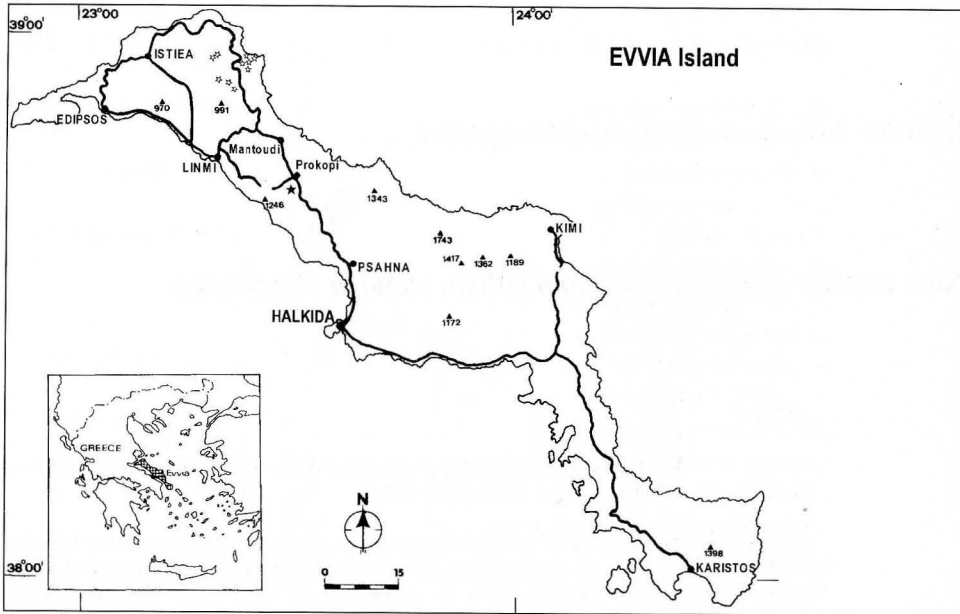 23°00'
24°00'
39°00'
EVVIA Island
ISTIEA
970
991
EDIPSOS
Mantoudi
LINMI
Prokopi
1246
1343
KIMI
1743
1417
1362
1189
PSAHNA
1172
HALKIDA
GREECE
Evvia
N
0
15
1398
KARISTOS
38°00'